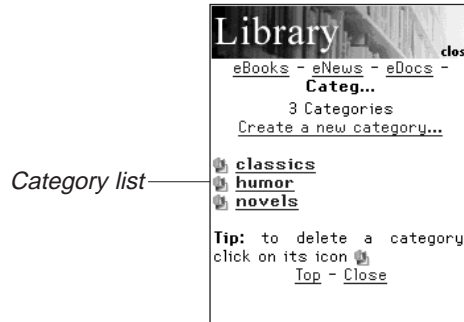 Library
clos
eBooks - eNews - eDocs -
Categ...
3 Categories
Create a new category...
Category list
classics
humor
novels
Tip: to delete a category
click on its icon
Top - Close